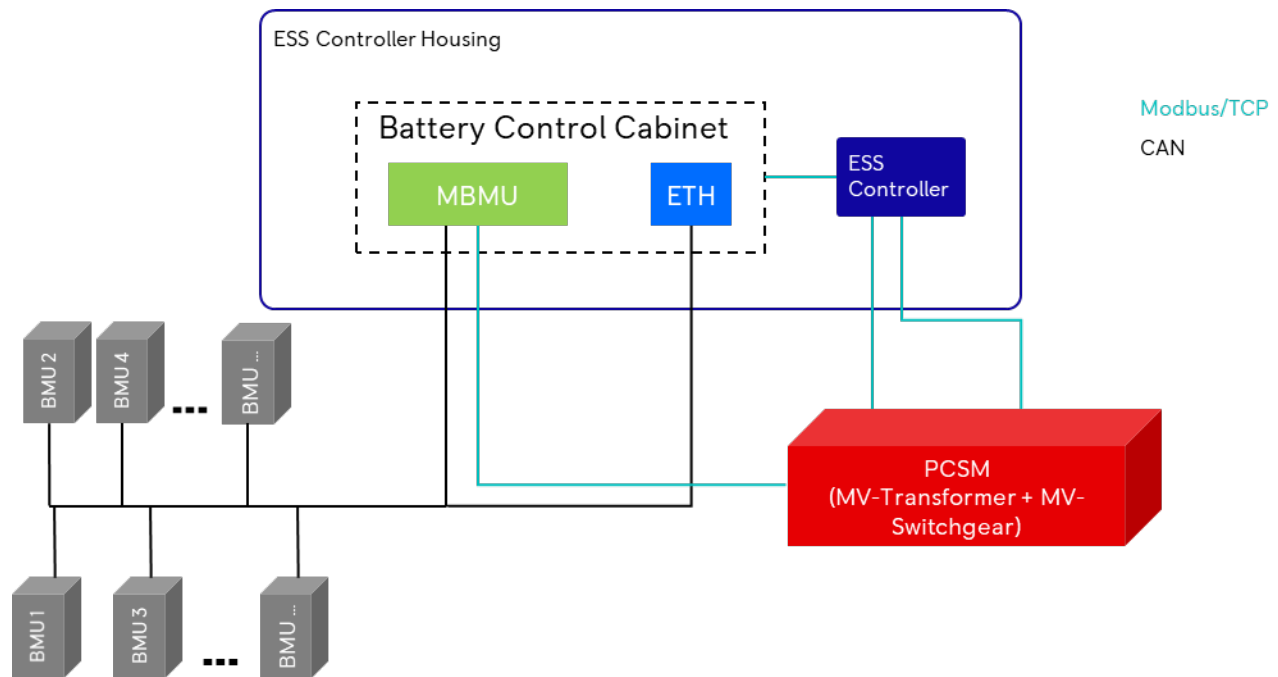 ESS Controller Housing
Battery Control Cabinet
MBMU
ETH
ESS
Controller
Modbus/TCP
CAN
BMU 2
BMU 4
BMU ...
PCSM
(MV-Transformer + MV-
Switchgear)
BMU 1
BMU 3
BMU ...